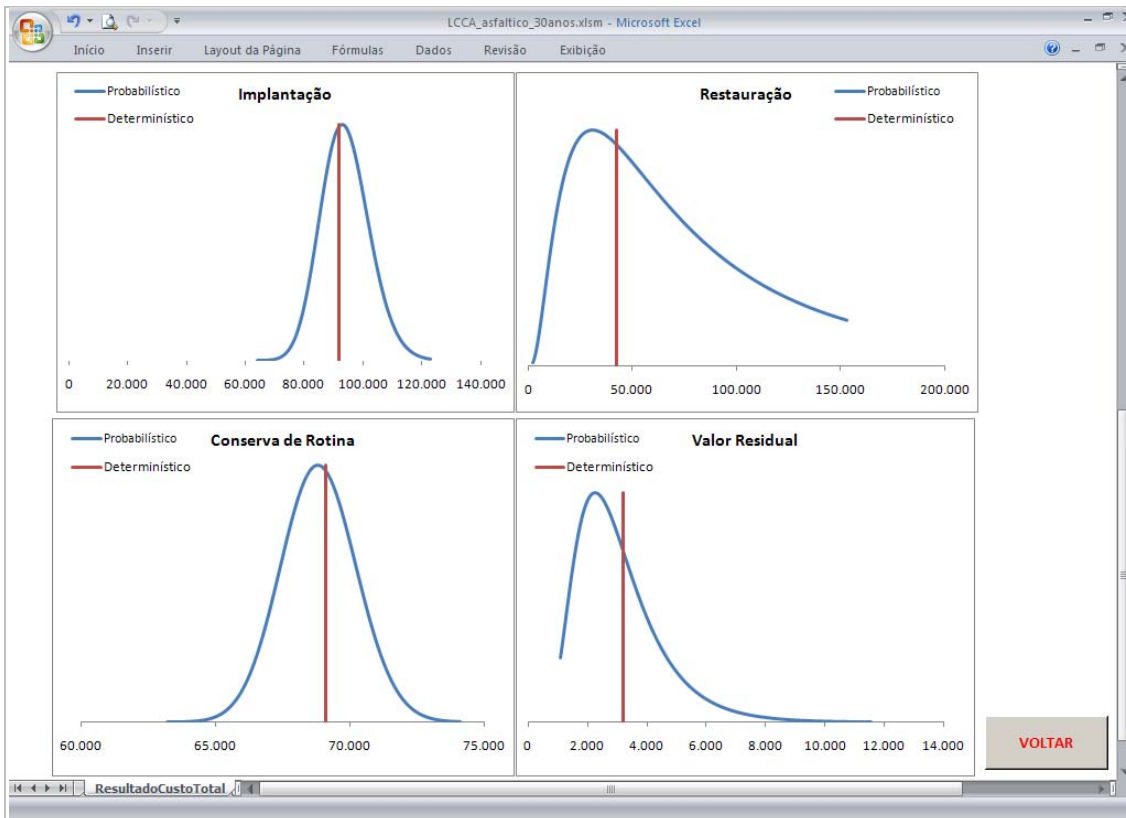 LCCA_asfaltico_30anos.xlsm - Microsoft Excel
Início Inserir Layout da Página Fórmulas Dados Revisão Exibição
Implantação
Probabilístico
Determinístico
0 20.000 40.000 60.000 80.000 100.000 120.000 140.000
Restauração
Probabilístico
Determinístico
0 50.000 100.000 150.000 200.000
Conserva de Rotina
Probabilístico
Determinístico
60.000 65.000 70.000 75.000
Valor Residual
Probabilístico
Determinístico
0 2.000 4.000 6.000 8.000 10.000 12.000 14.000
VOLTAR
ResultadoCustoTotal